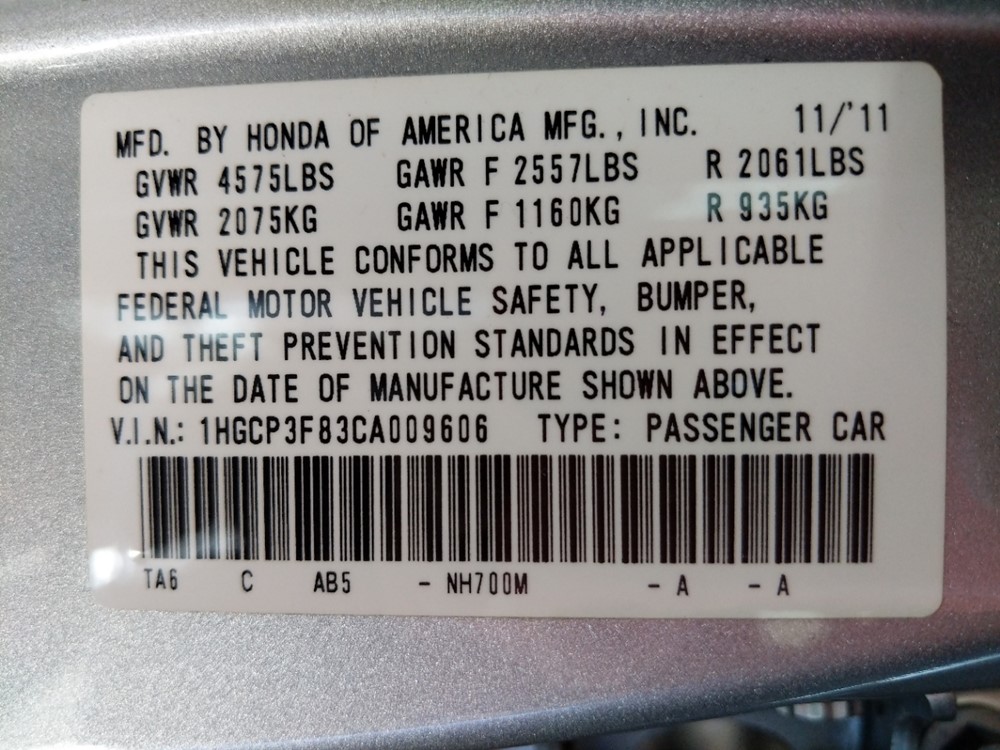 MFD. BY HONDA OF AMERICA MFG., INC. 11/'11
GVWR 4575LBS GAWR F 2557LBS R 2061LBS
GVWR 2075KG GAWR F 1160KG R 935KG
THIS VEHICLE CONFORMS TO ALL APPLICABLE
FEDERAL MOTOR VEHICLE SAFETY, BUMPER,
AND THEFT PREVENTION STANDARDS IN EFFECT
ON THE DATE OF MANUFACTURE SHOWN ABOVE.
V.I.N.: 1HGCP3F83CA009606 TYPE: PASSENGER CAR
TA6 C AB5 - NH700M - A - A